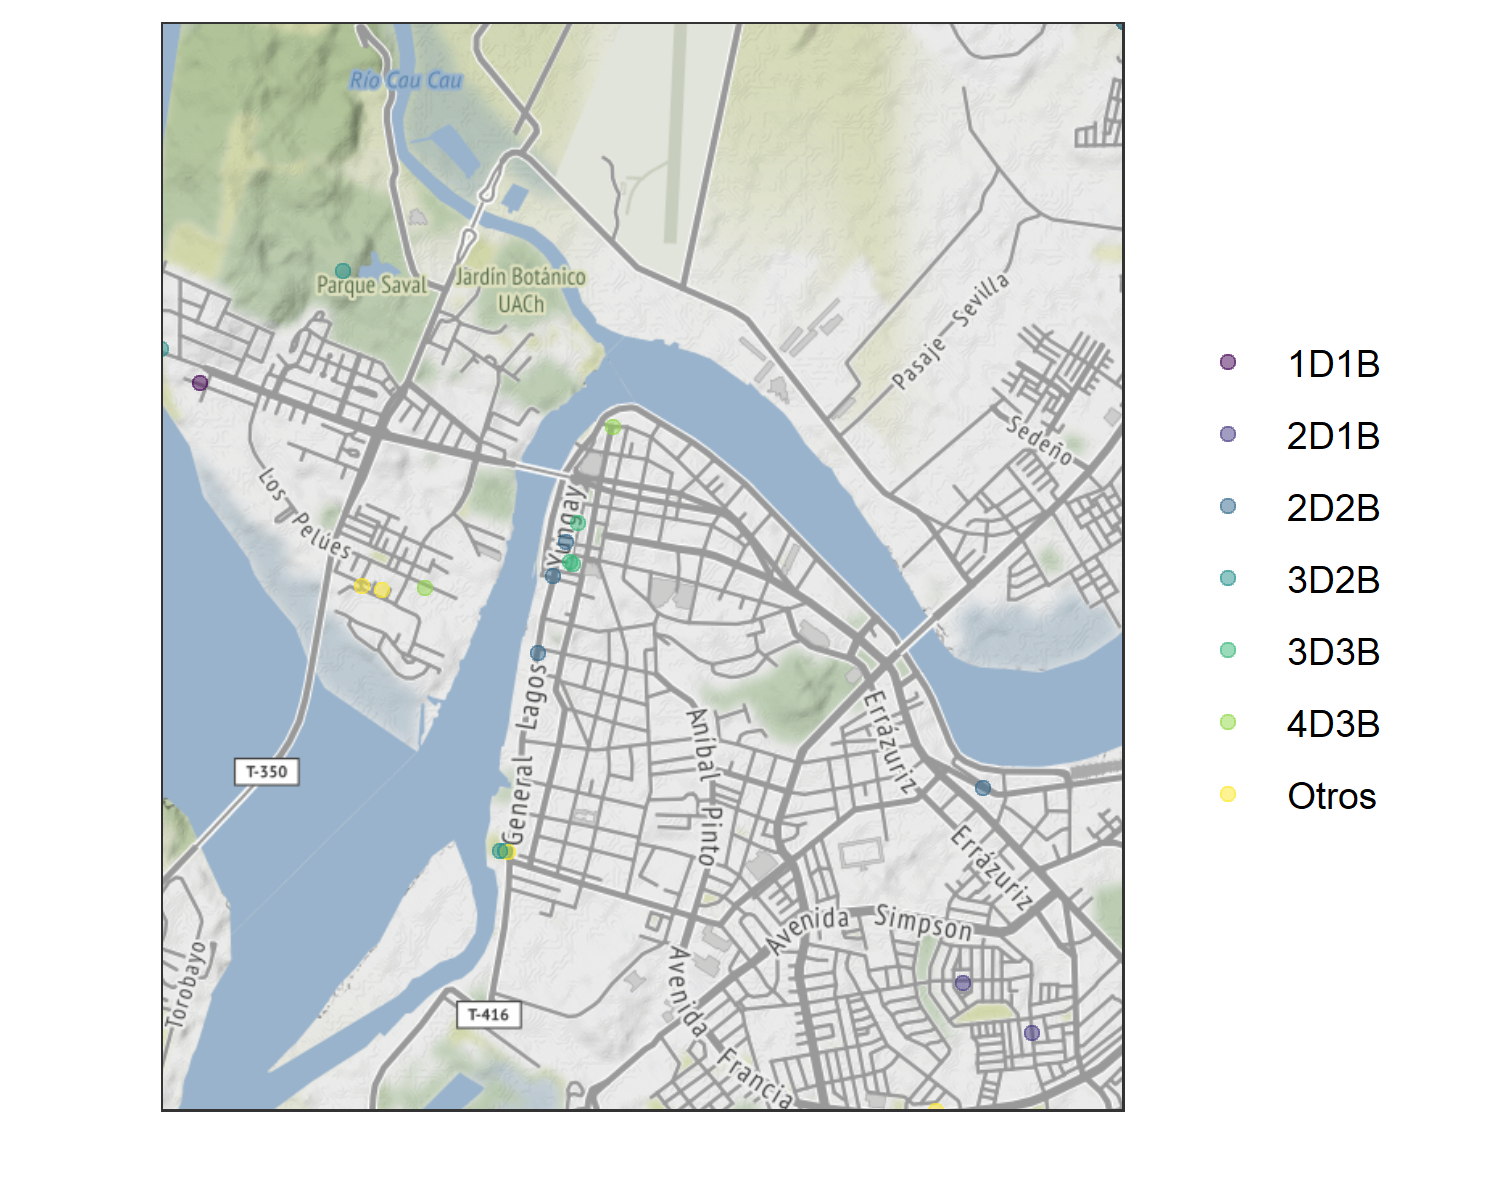 Río Cau Cau
Parque Saval
Jardín Botánico
UACh
Pasaje Sevilla
Sedeño
Los Pelúes
Yungay
T-350
General Lagos
Aníbal Pinto
Errázuriz
Errázuriz
Avenida Simpson
Torobayo
T-416
Avenida Francia
1D1B
2D1B
2D2B
3D2B
3D3B
4D3B
Otros